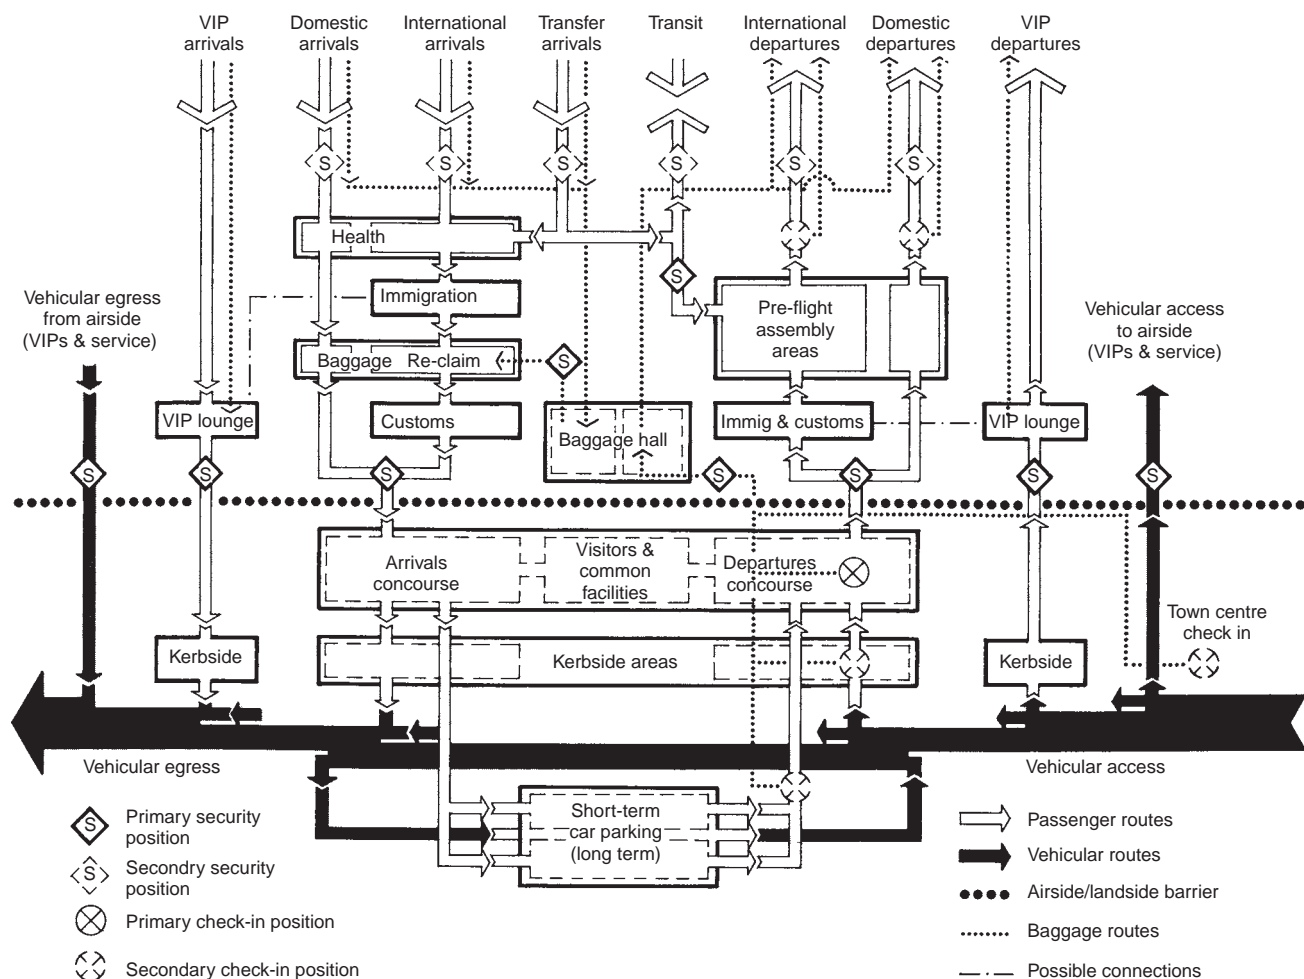 VIP
arrivals
Domestic
arrivals
International
arrivals
Transfer
arrivals
Transit
International
departures
Domestic
departures
VIP
departures
S
S
S
S
S
S
Health
S
Immigration
Pre-flight
assembly
areas
Vehicular egress
from airside
(VIPs & service)
Vehicular access
to airside
(VIPs & service)
Baggage Re-claim
S
VIP lounge
Customs
Baggage hall
Immig & customs
VIP lounge
S
S
S
S
S
S
S
Arrivals
concourse
Visitors &
common
facilities
Departures
concourse
Town centre
check in
Kerbside
Kerbside areas
Kerbside
Vehicular egress
Vehicular access
Short-term
car parking
(long term)
S
Primary security
position
S
Secondry security
position
Primary check-in position
Secondary check-in position
Passenger routes
Vehicular routes
Airside/landside barrier
Baggage routes
Possible connections